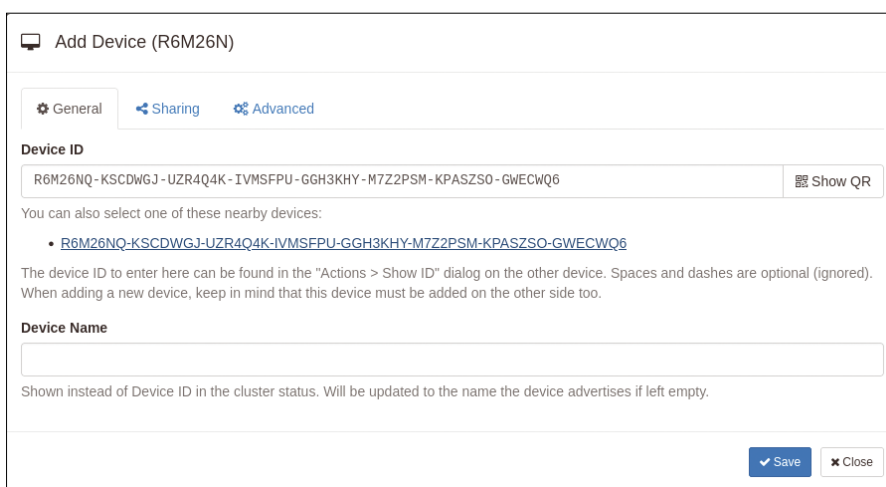 Add Device (R6M26N)
General Sharing Advanced
Device ID
R6M26NQ-KSCDWGJ-UZR4Q4K-IVMSFPU-GGH3KHY-M7Z2PSM-KPASZSO-GWECWQ6 Show QR
You can also select one of these nearby devices:
• R6M26NQ-KSCDWGJ-UZR4Q4K-IVMSFPU-GGH3KHY-M7Z2PSM-KPASZSO-GWECWQ6
The device ID to enter here can be found in the "Actions > Show ID" dialog on the other device. Spaces and dashes are optional (ignored).
When adding a new device, keep in mind that this device must be added on the other side too.
Device Name
Shown instead of Device ID in the cluster status. Will be updated to the name the device advertises if left empty.
Save Close